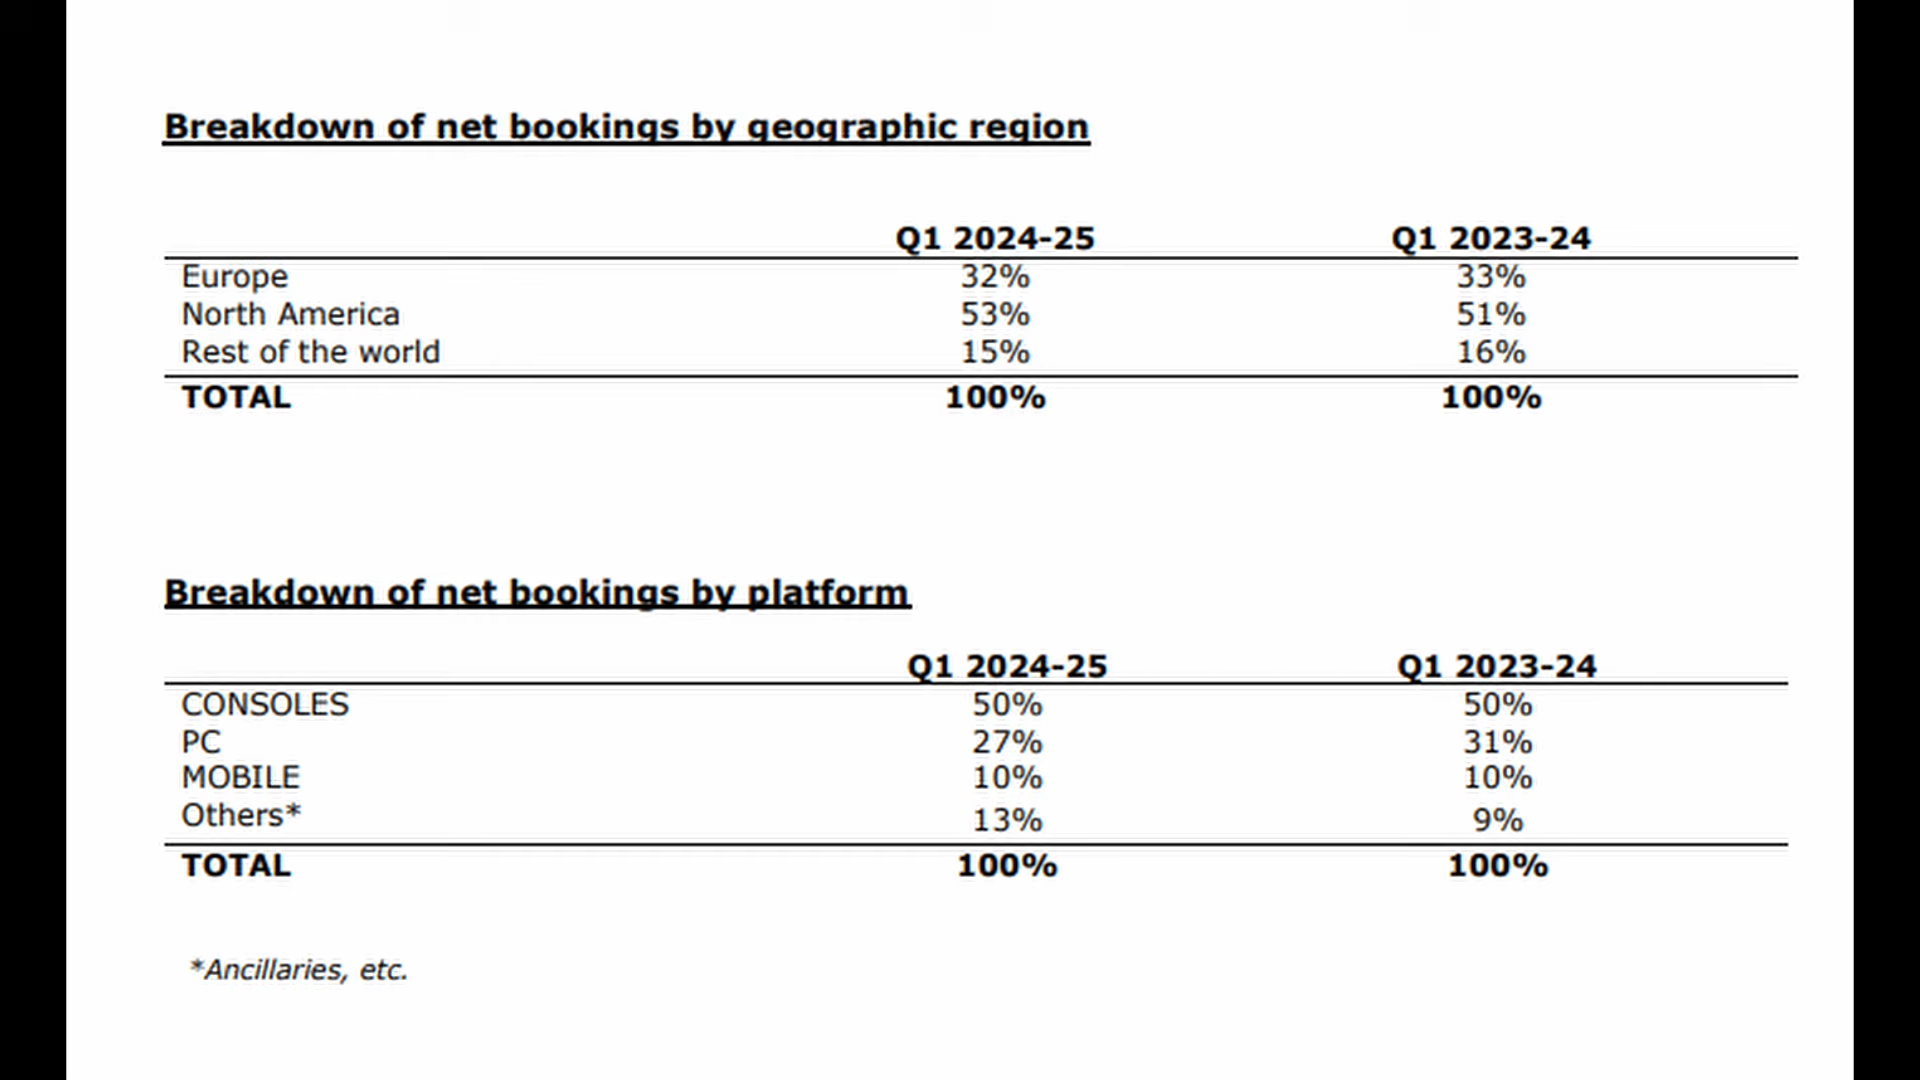 Breakdown of net bookings by geographic region
Q1 2024-25 Q1 2023-24
Europe 32% 33%
North America 53% 51%
Rest of the world 15% 16%
TOTAL 100% 100%
Breakdown of net bookings by platform
Q1 2024-25 Q1 2023-24
CONSOLES 50% 50%
PC 27% 31%
MOBILE 10% 10%
Others* 13% 9%
TOTAL 100% 100%
*Ancillaries, etc.